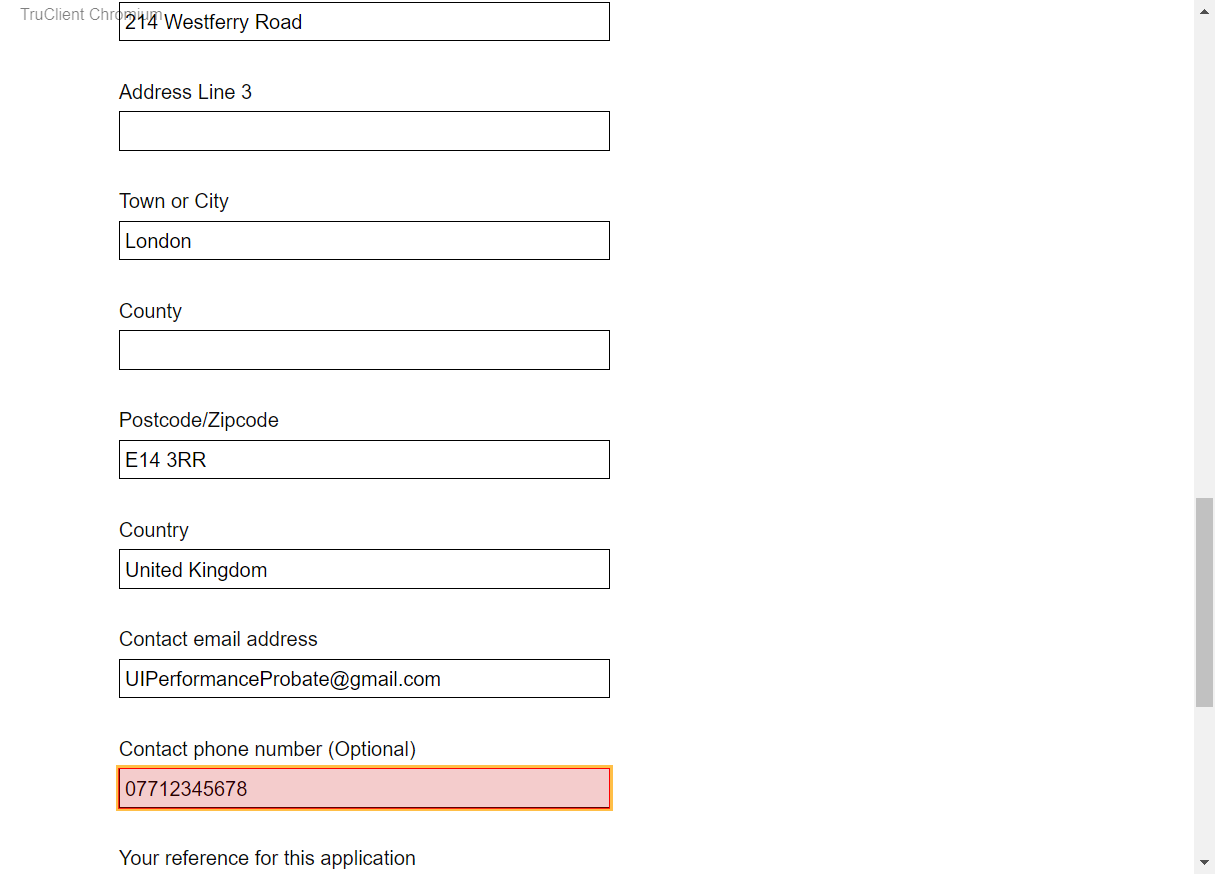 TruClient Chromium
214 Westferry Road
Address Line 3
Town or City
London
County
Postcode/Zipcode
E14 3RR
Country
United Kingdom
Contact email address
UIPerformanceProbate@gmail.com
Contact phone number (Optional)
07712345678
Your reference for this application